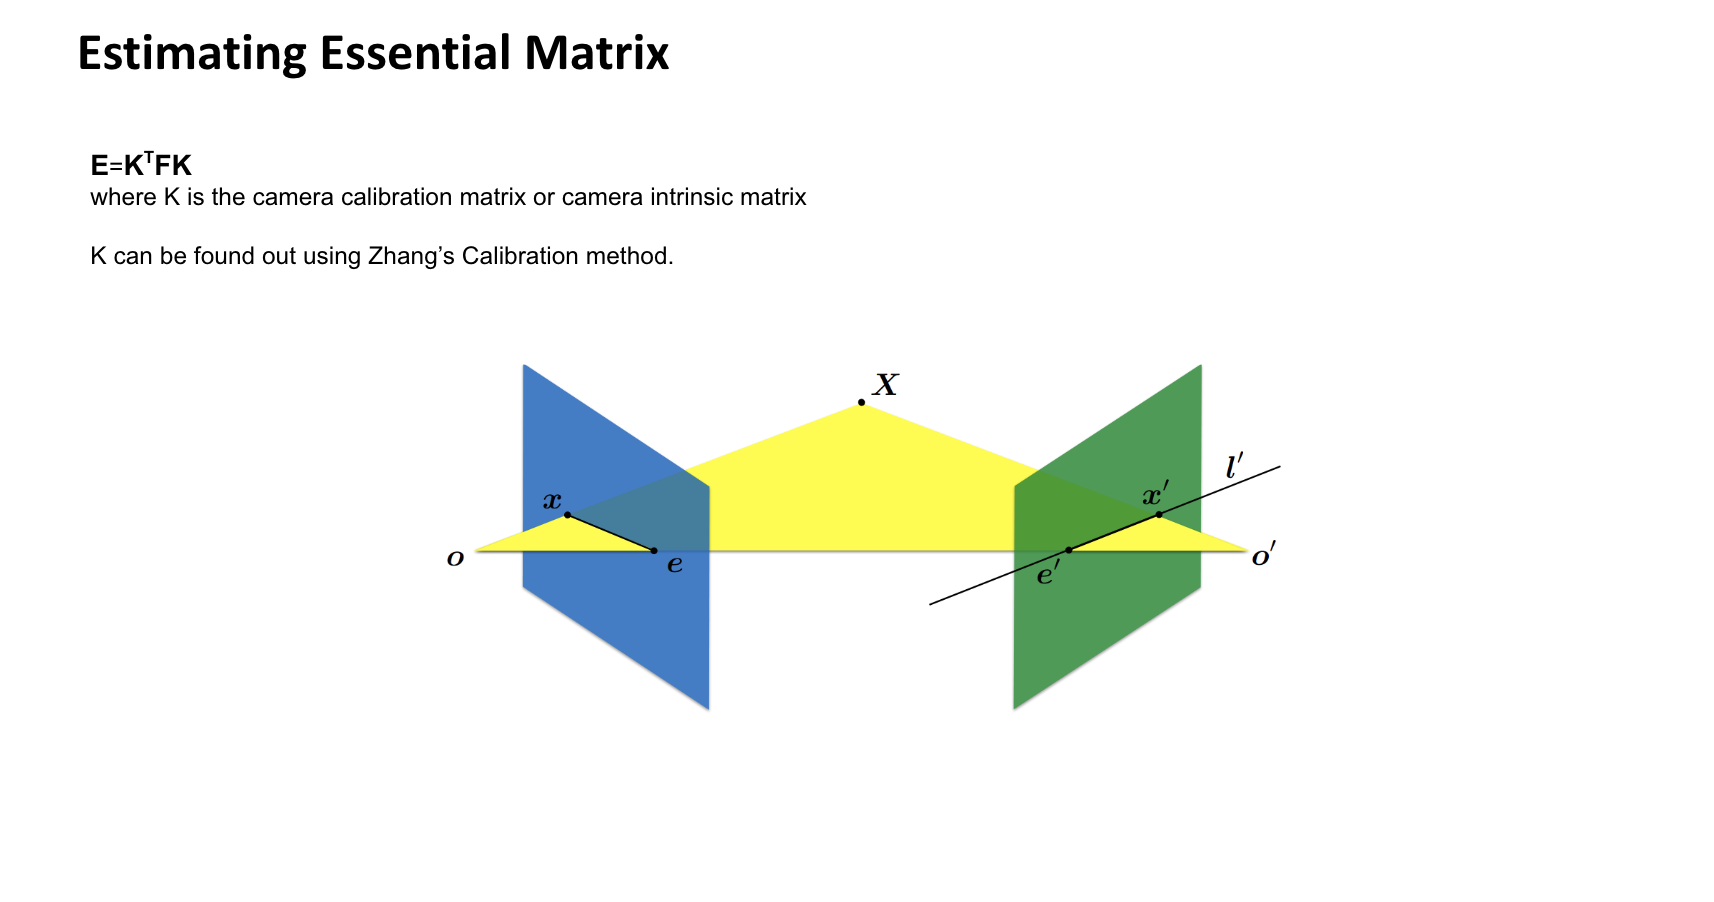 Estimating Essential Matrix
E=KᵀFK
where K is the camera calibration matrix or camera intrinsic matrix
K can be found out using Zhang’s Calibration method.
X
l′
x
x′
o
e
e′
o′